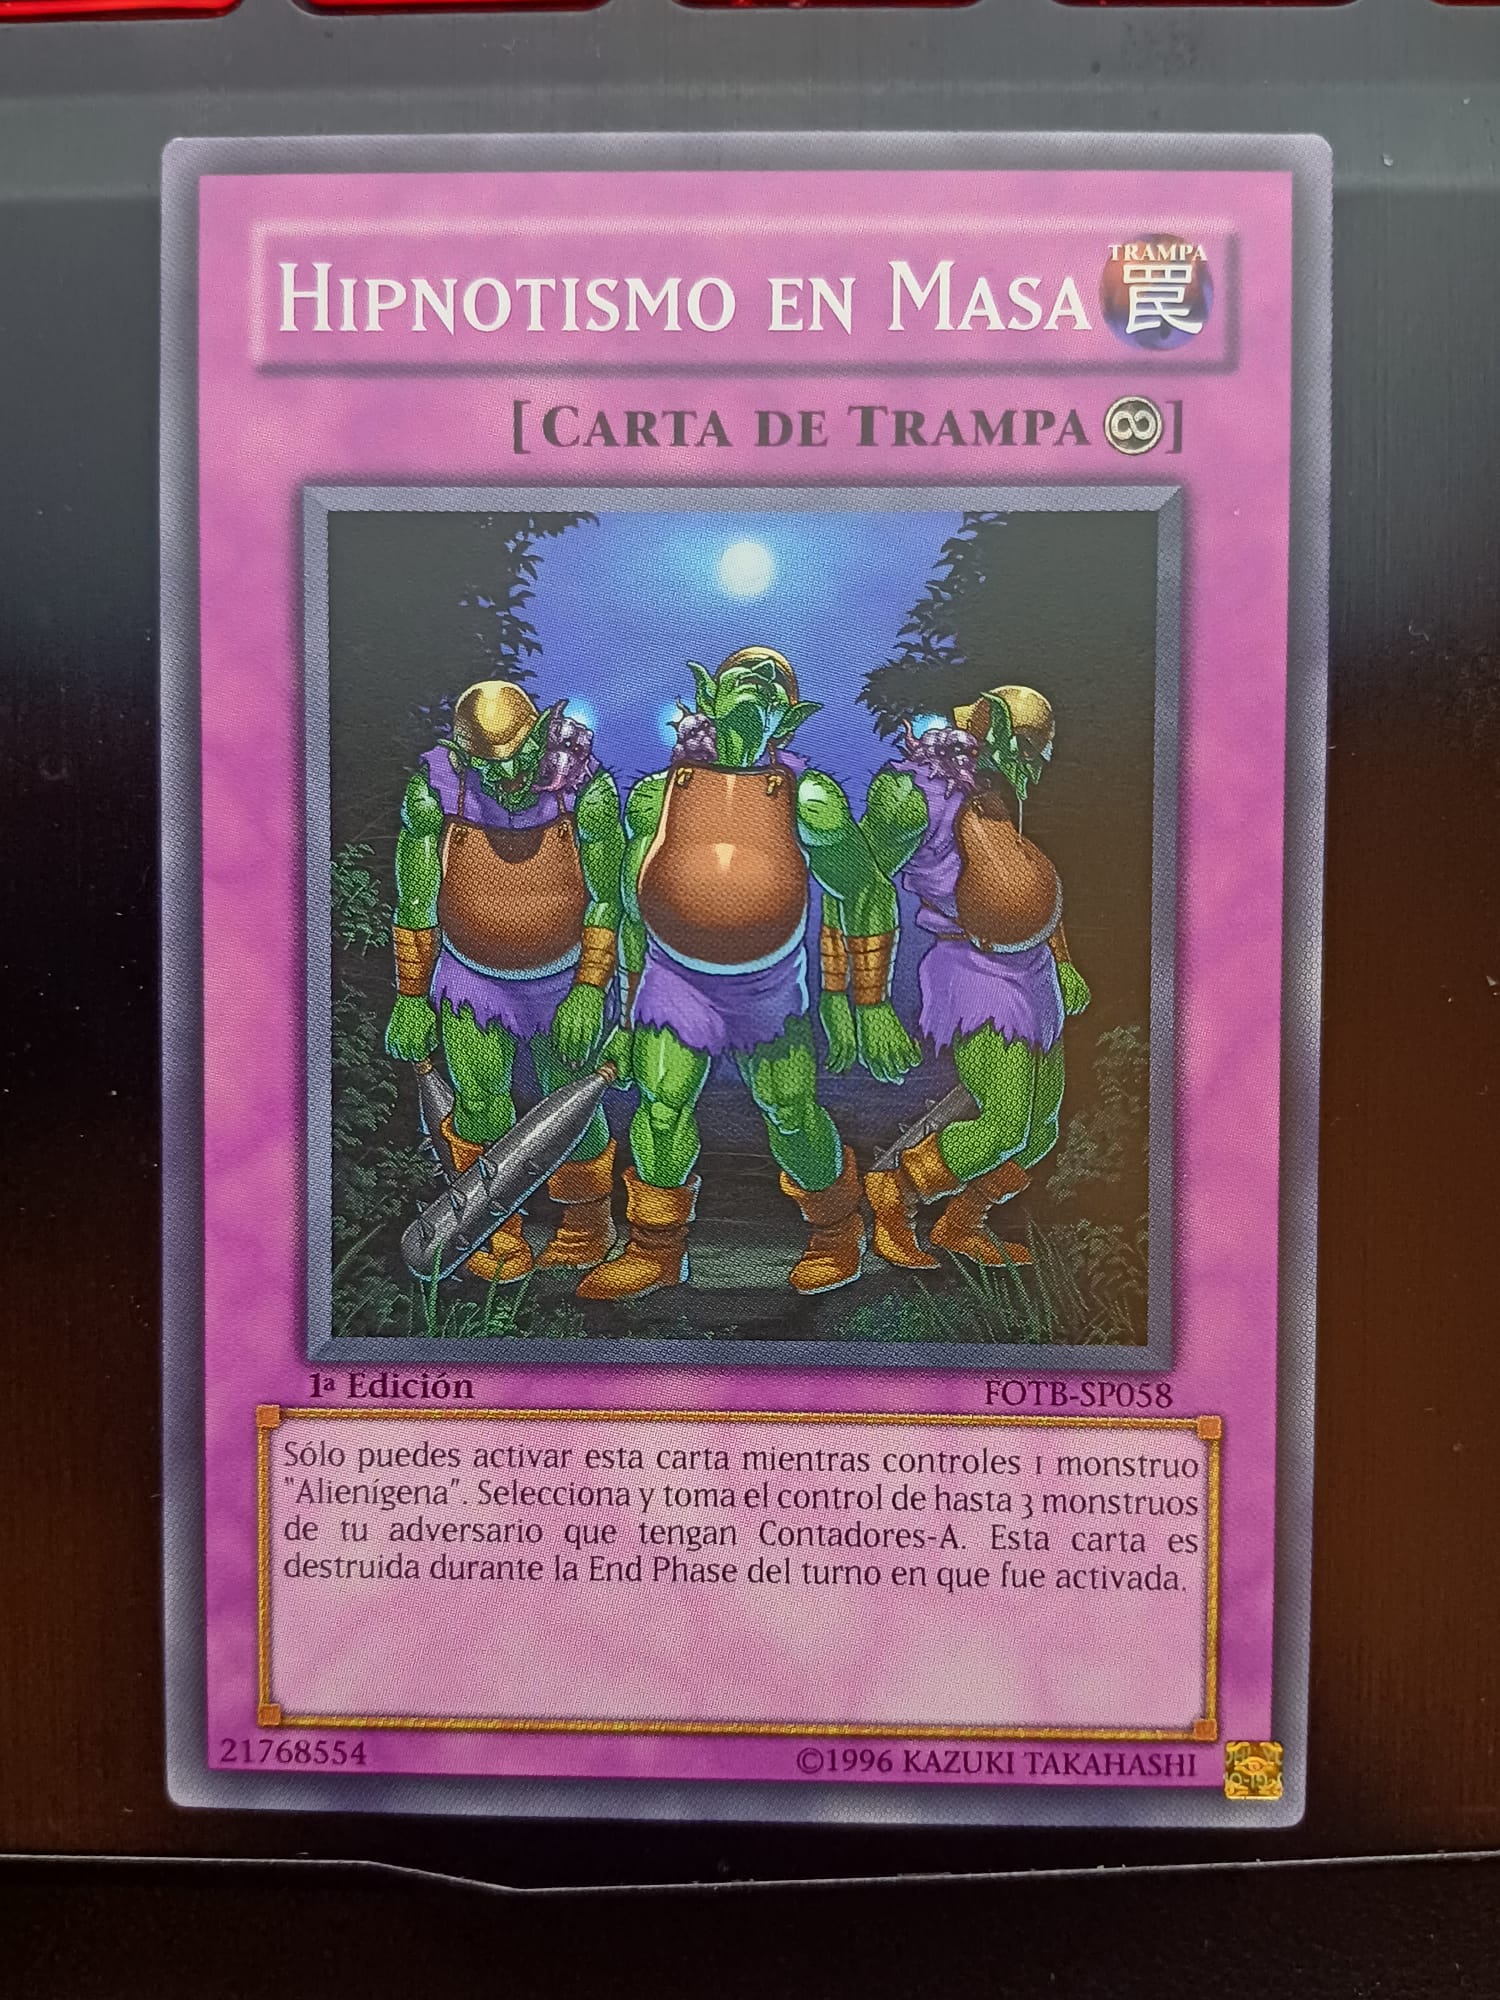 HIPNOTISMO EN MASA
TRAMPA
罠
[CARTA DE TRAMPA ∞]
1ª Edición
FOTB-SP058
Sólo puedes activar esta carta mientras controles 1 monstruo
"Alienígena". Selecciona y toma el control de hasta 3 monstruos
de tu adversario que tengan Contadores-A. Esta carta es
destruida durante la End Phase del turno en que fue activada.
21768554
©1996 KAZUKI TAKAHASHI